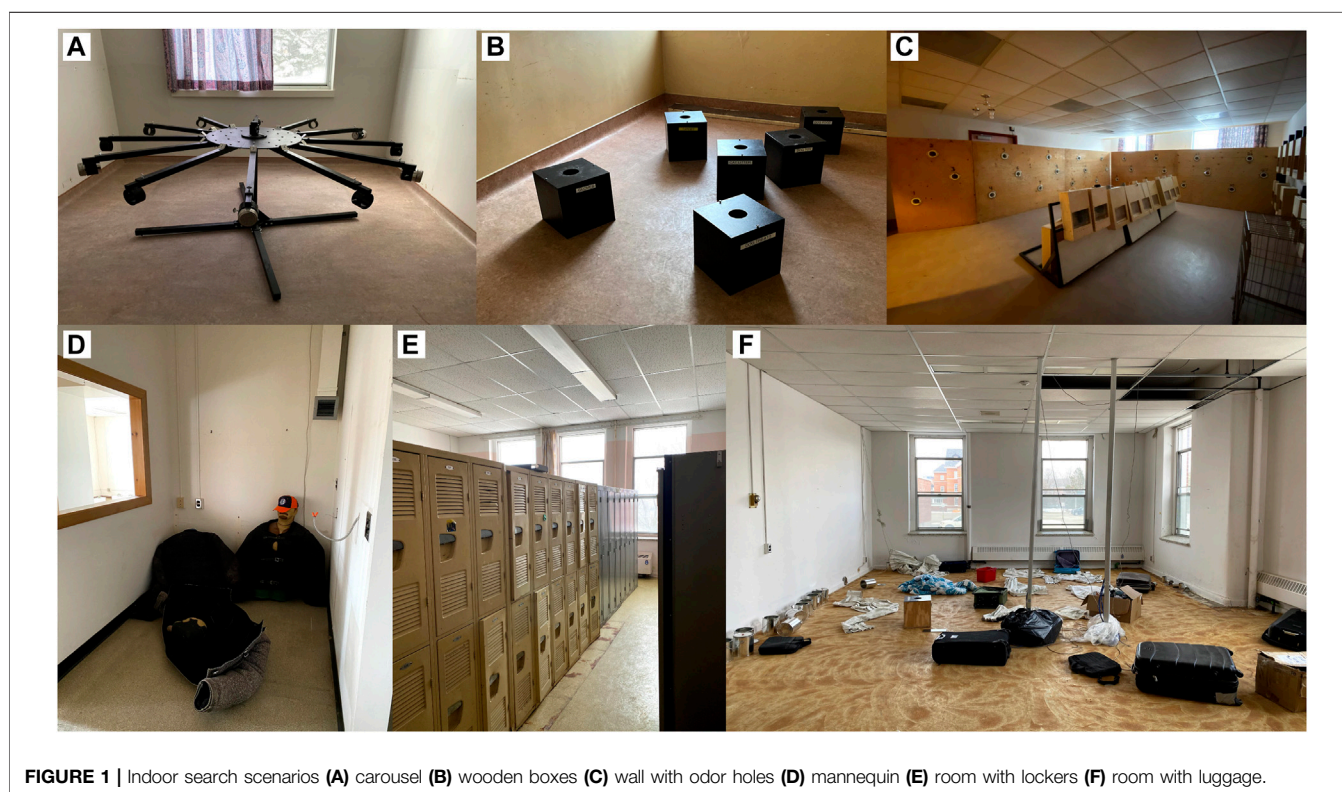 A
B
C
D
E
F
FIGURE 1 | Indoor search scenarios (A) carousel (B) wooden boxes (C) wall with odor holes (D) mannequin (E) room with lockers (F) room with luggage.